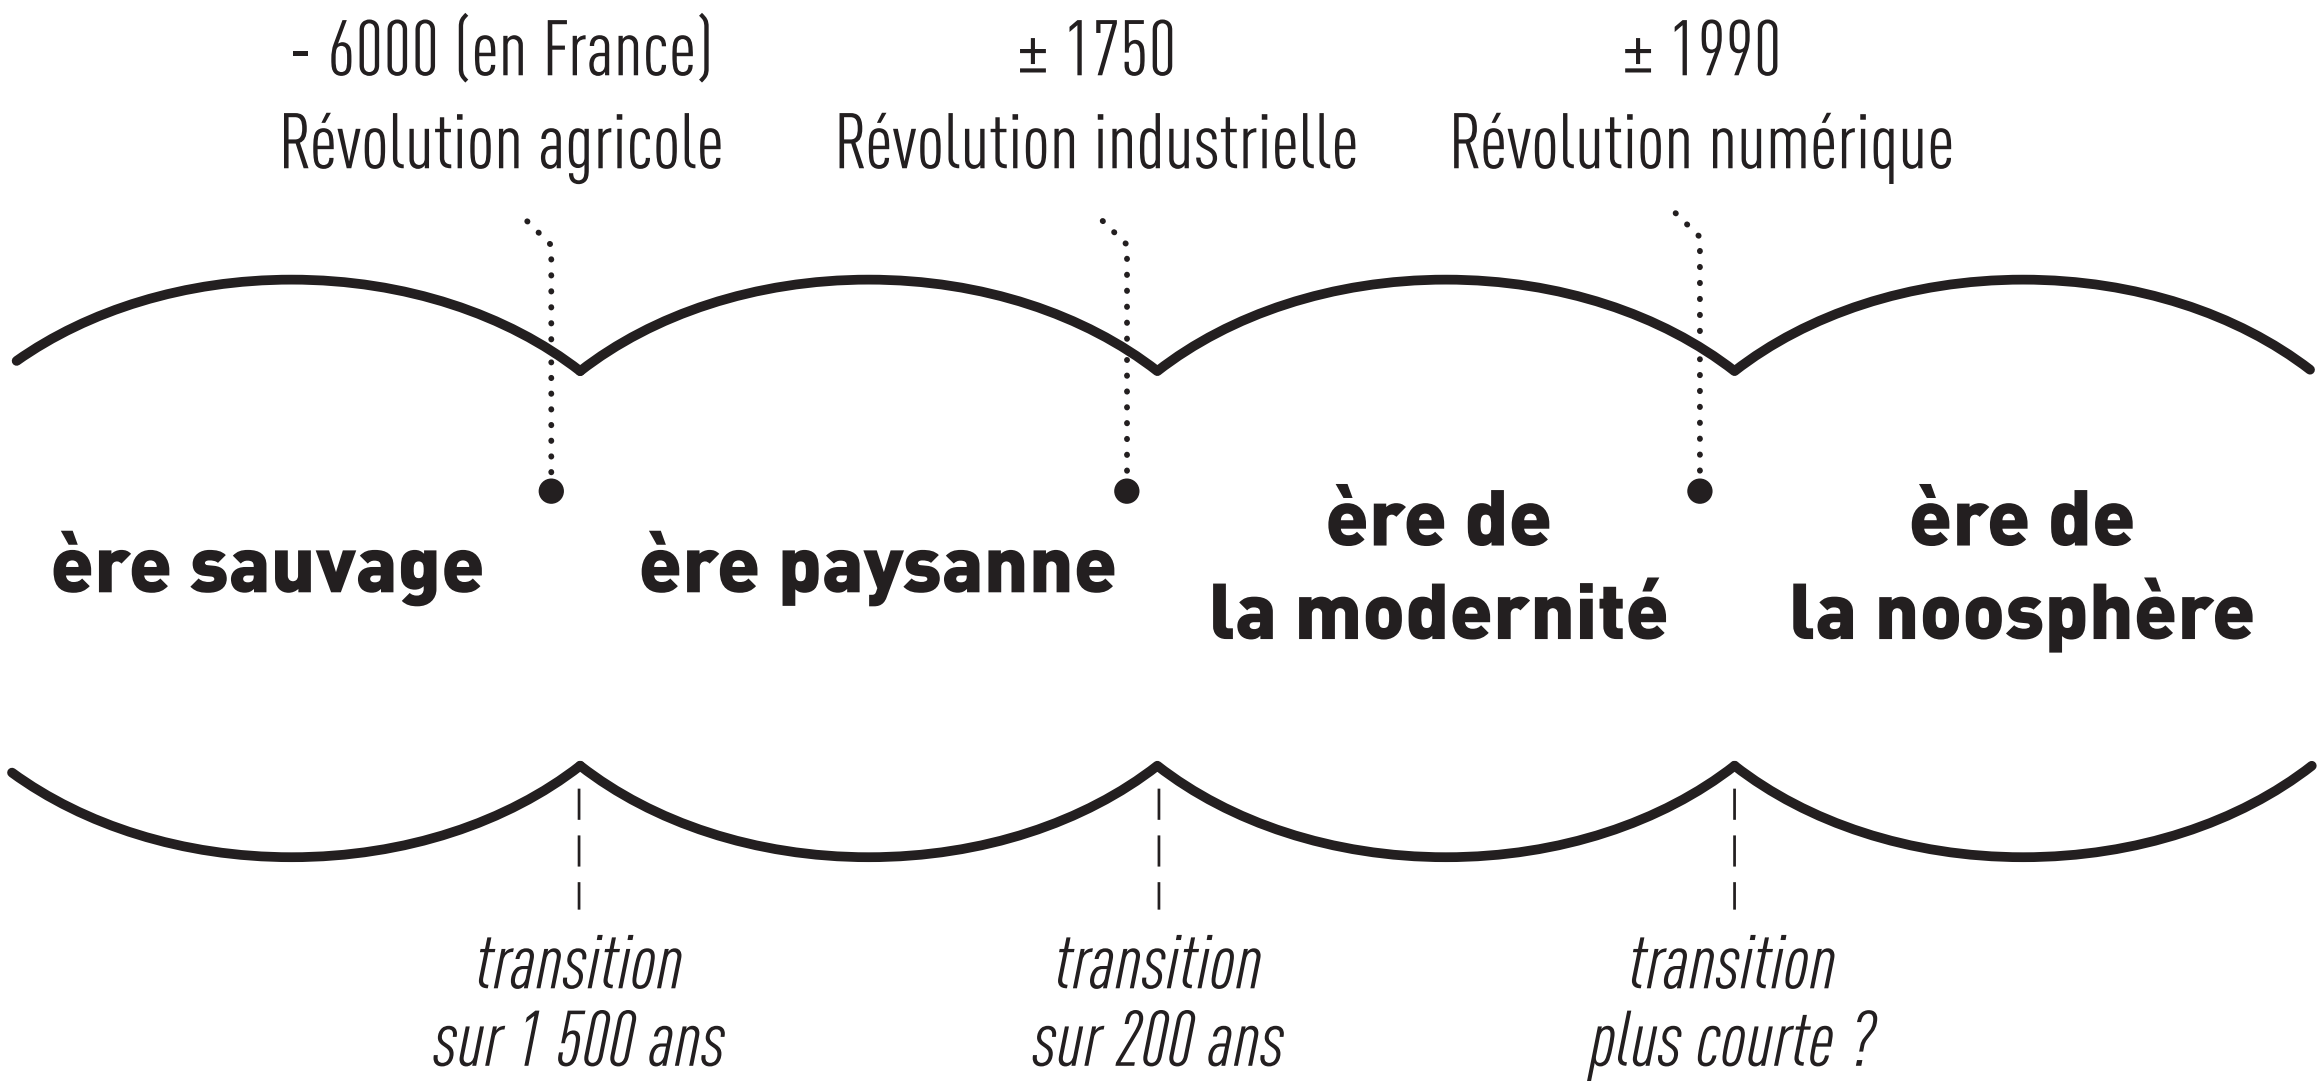 - 6000 (en France)
Révolution agricole
± 1750
Révolution industrielle
± 1990
Révolution numérique
ère sauvage
ère paysanne
ère de
la modernité
ère de
la noosphère
transition
sur 1 500 ans
transition
sur 200 ans
transition
plus courte ?